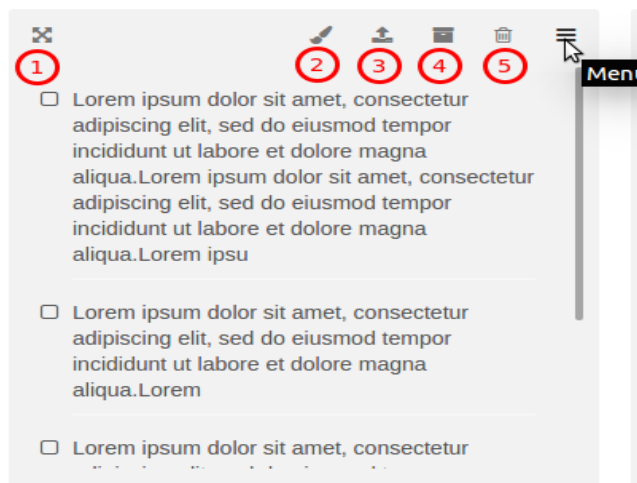 1
2
3
4
5
Menu
Lorem ipsum dolor sit amet, consectetur
adipiscing elit, sed do eiusmod tempor
incididunt ut labore et dolore magna
aliqua.Lorem ipsum dolor sit amet, consectetur
adipiscing elit, sed do eiusmod tempor
incididunt ut labore et dolore magna
aliqua.Lorem ipsu
Lorem ipsum dolor sit amet, consectetur
adipiscing elit, sed do eiusmod tempor
incididunt ut labore et dolore magna
aliqua.Lorem
Lorem ipsum dolor sit amet, consectetur